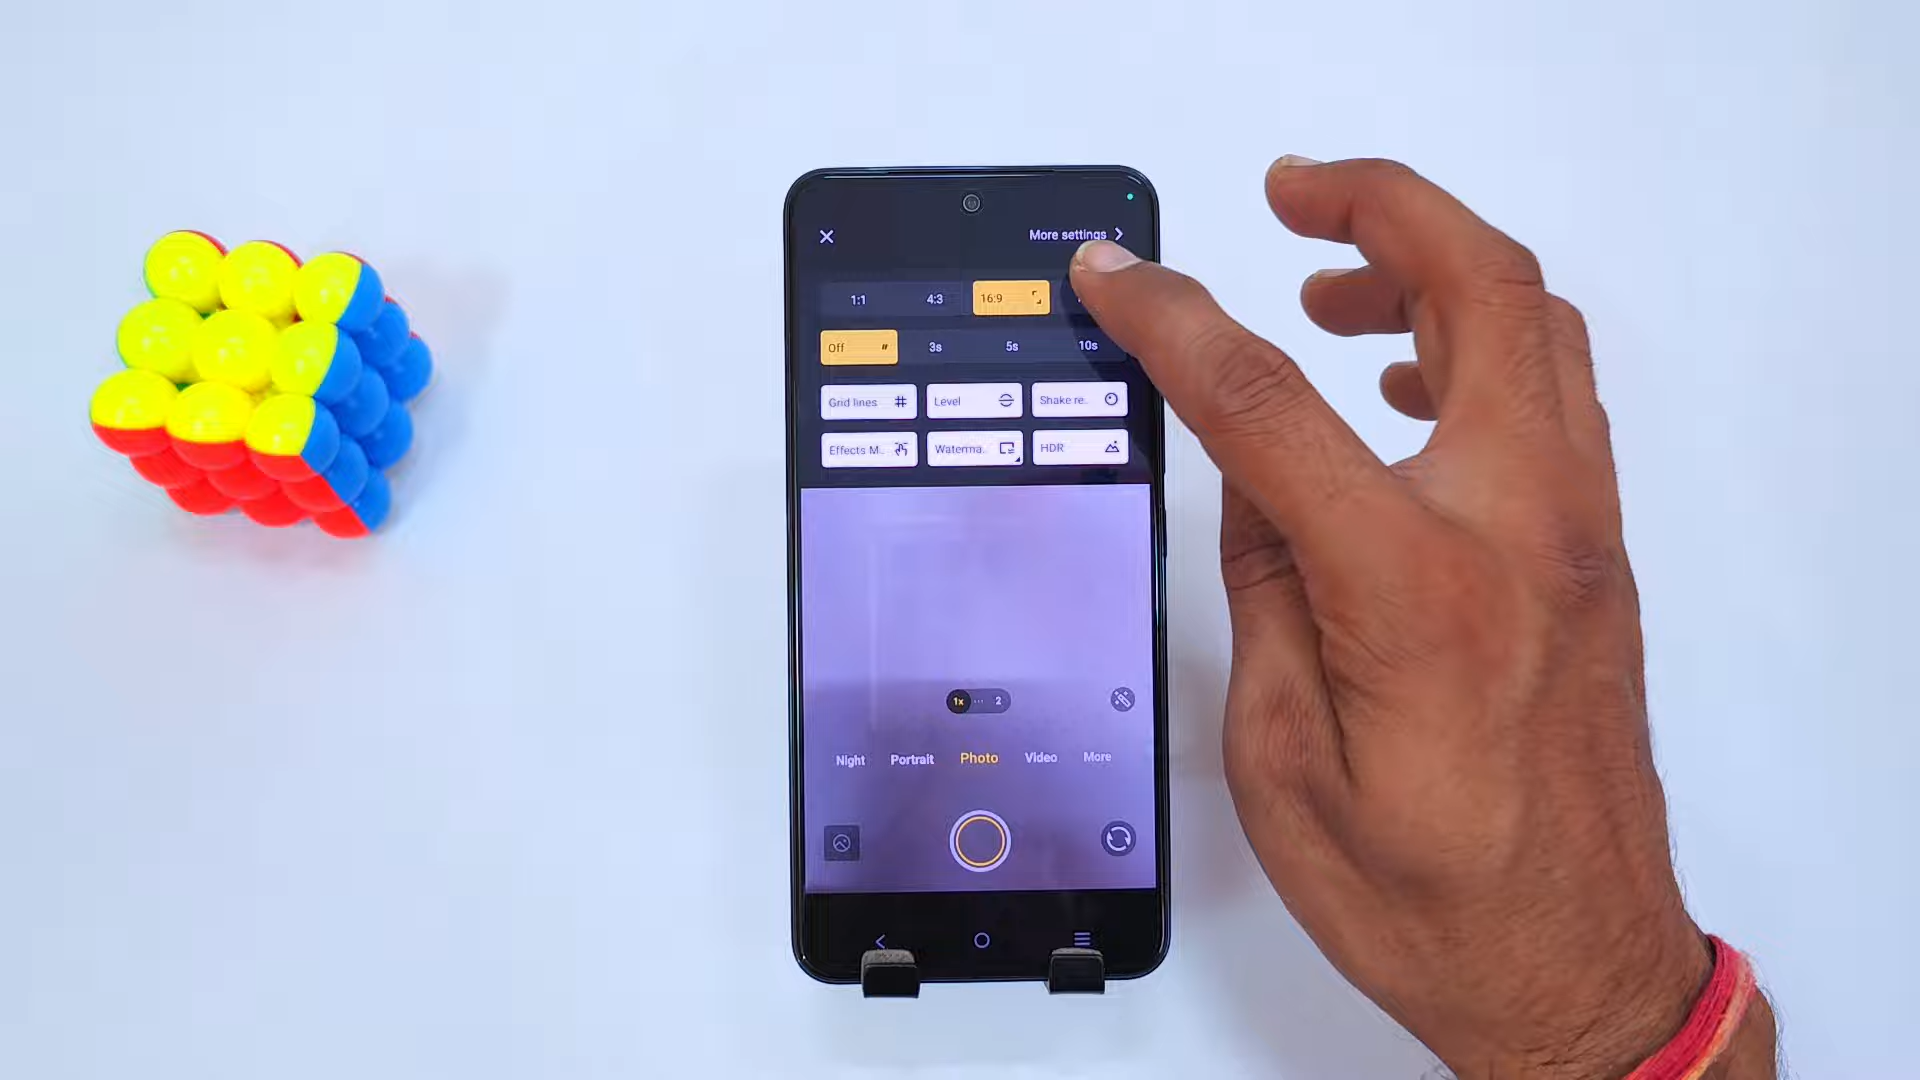 More settings
1:1 4:3 16:9
Off 3s 5s 10s
Grid lines Level Shake re..
Effects M.. Waterma.. HDR
1x 2
Night Portrait Photo Video More